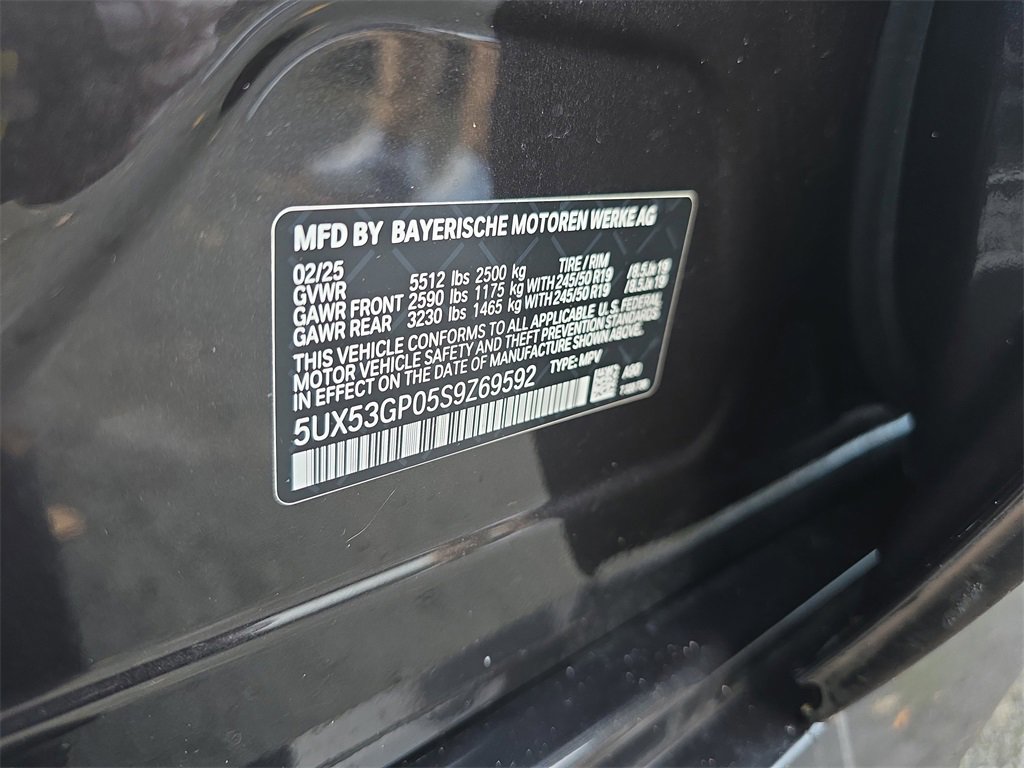 MFD BY BAYERISCHE MOTOREN WERKE AG
02/25 TIRE / RIM
GVWR 5512 lbs 2500 kg
GAWR FRONT 2590 lbs 1175 kg WITH 245/50 R19 /8.5Jx19
GAWR REAR 3230 lbs 1465 kg WITH 245/50 R19 /8.5Jx19
THIS VEHICLE CONFORMS TO ALL APPLICABLE U.S. FEDERAL
MOTOR VEHICLE SAFETY AND THEFT PREVENTION STANDARDS
IN EFFECT ON THE DATE OF MANUFACTURE SHOWN ABOVE.
5UX53GP05S9Z69592 TYPE: MPV